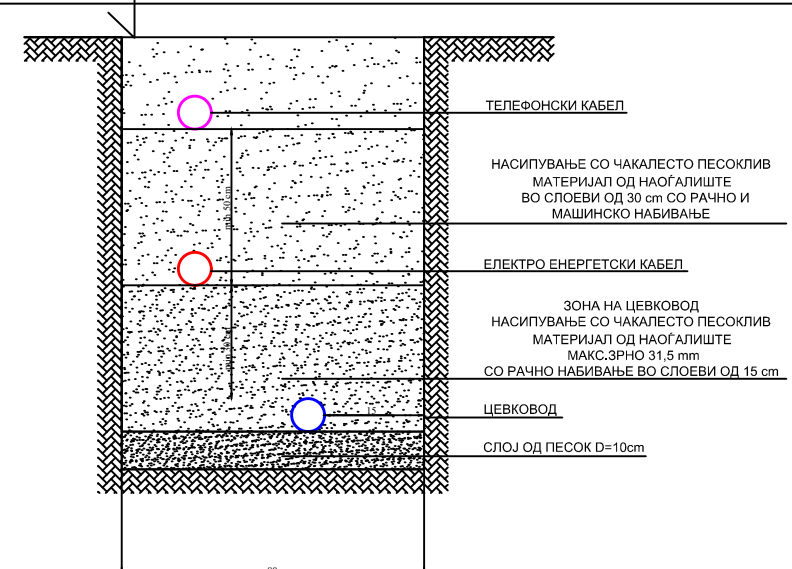 ТЕЛЕФОНСКИ КАБЕЛ
НАСИПУВАЊЕ СО ЧАКАЛЕСТО ПЕСОКЛИВ
МАТЕРИЈАЛ ОД НАОЃАЛИШТЕ
ВО СЛОЕВИ ОД 30 cm СО РАЧНО И
МАШИНСКО НАБИВАЊЕ
ЕЛЕКТРО ЕНЕРГЕТСКИ КАБЕЛ
ЗОНА НА ЦЕВКОВОД
НАСИПУВАЊЕ СО ЧАКАЛЕСТО ПЕСОКЛИВ
МАТЕРИЈАЛ ОД НАОЃАЛИШТЕ
МАКС.ЗРНО 31,5 mm
СО РАЧНО НАБИВАЊЕ ВО СЛОЕВИ ОД 15 cm
15
ЦЕВКОВОД
СЛОЈ ОД ПЕСОК D=10cm